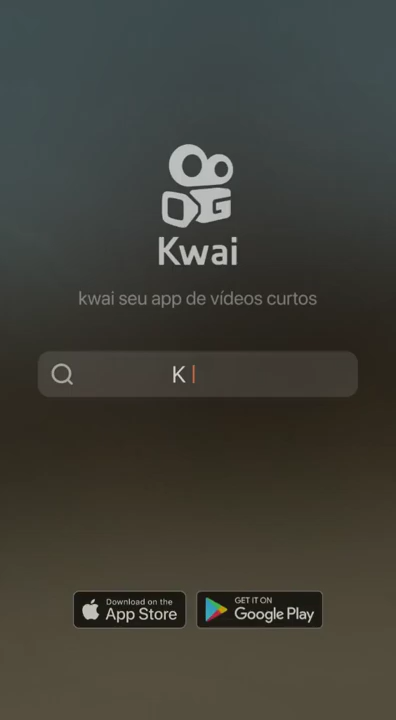 Kwai
kwai seu app de vídeos curtos
K
Download on the
App Store
GET IT ON
Google Play